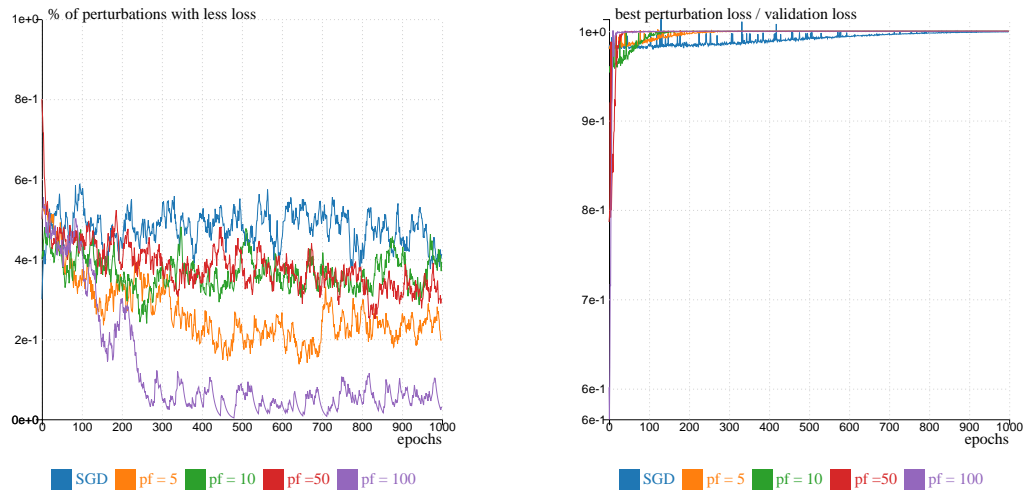 % of perturbations with less loss
1e+0
8e-1
6e-1
4e-1
2e-1
0e+0
0 100 200 300 400 500 600 700 800 900 1000
epochs
SGD pf = 5 pf = 10 pf =50 pf = 100
best perturbation loss / validation loss
1e+0
9e-1
8e-1
7e-1
6e-1
6e-1
0 100 200 300 400 500 600 700 800 900 1000
epochs
SGD pf = 5 pf = 10 pf =50 pf = 100